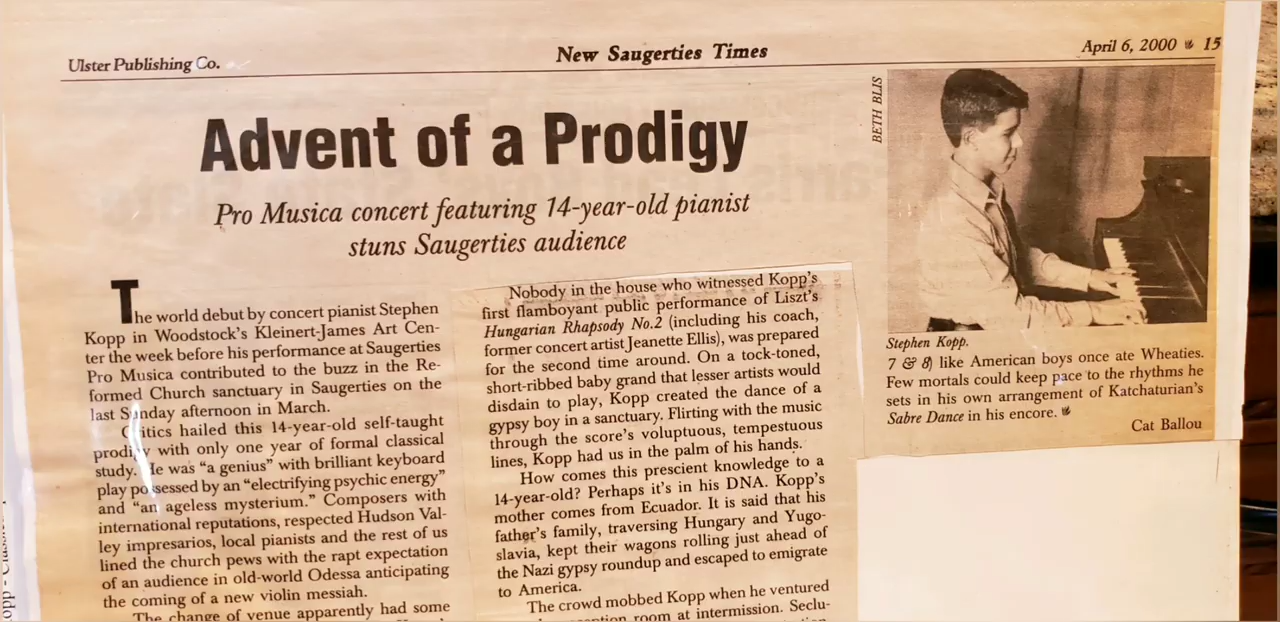 Ulster Publishing Co.
New Saugerties Times
April 6, 2000 15
Advent of a Prodigy
Pro Musica concert featuring 14-year-old pianist
stuns Saugerties audience
The world debut by concert pianist Stephen
Kopp in Woodstock's Kleinert-James Art Cen-
ter the week before his performance at Saugerties
Pro Musica contributed to the buzz in the Re-
formed Church sanctuary in Saugerties on the
last Sunday afternoon in March.
Critics hailed this 14-year-old self-taught
prodigy with only one year of formal classical
study. He was "a genius" with brilliant keyboard
play possessed by an "electrifying psychic energy"
and "an ageless mysterium." Composers with
international reputations, respected Hudson Val-
ley impresarios, local pianists and the rest of us
lined the church pews with the rapt expectation
of an audience in old-world Odessa anticipating
the coming of a new violin messiah.
The change of venue apparently had some
Nobody in the house who witnessed Kopp's
first flamboyant public performance of Liszt's
Hungarian Rhapsody No.2 (including his coach,
former concert artist Jeanette Ellis), was prepared
for the second time around. On a tock-toned,
short-ribbed baby grand that lesser artists would
disdain to play, Kopp created the dance of a
gypsy boy in a sanctuary. Flirting with the music
through the score's voluptuous, tempestuous
lines, Kopp had us in the palm of his hands.
How comes this prescient knowledge to a
14-year-old? Perhaps it's in his DNA. Kopp's
mother comes from Ecuador. It is said that his
father's family, traversing Hungary and Yugo-
slavia, kept their wagons rolling just ahead of
the Nazi gypsy roundup and escaped to emigrate
to America.
The crowd mobbed Kopp when he ventured
room at intermission. Seclu-
BETH BLIS
Stephen Kopp.
7 & 8) like American boys once ate Wheaties.
Few mortals could keep pace to the rhythms he
sets in his own arrangement of Katchaturian's
Sabre Dance in his encore.
Cat Ballou